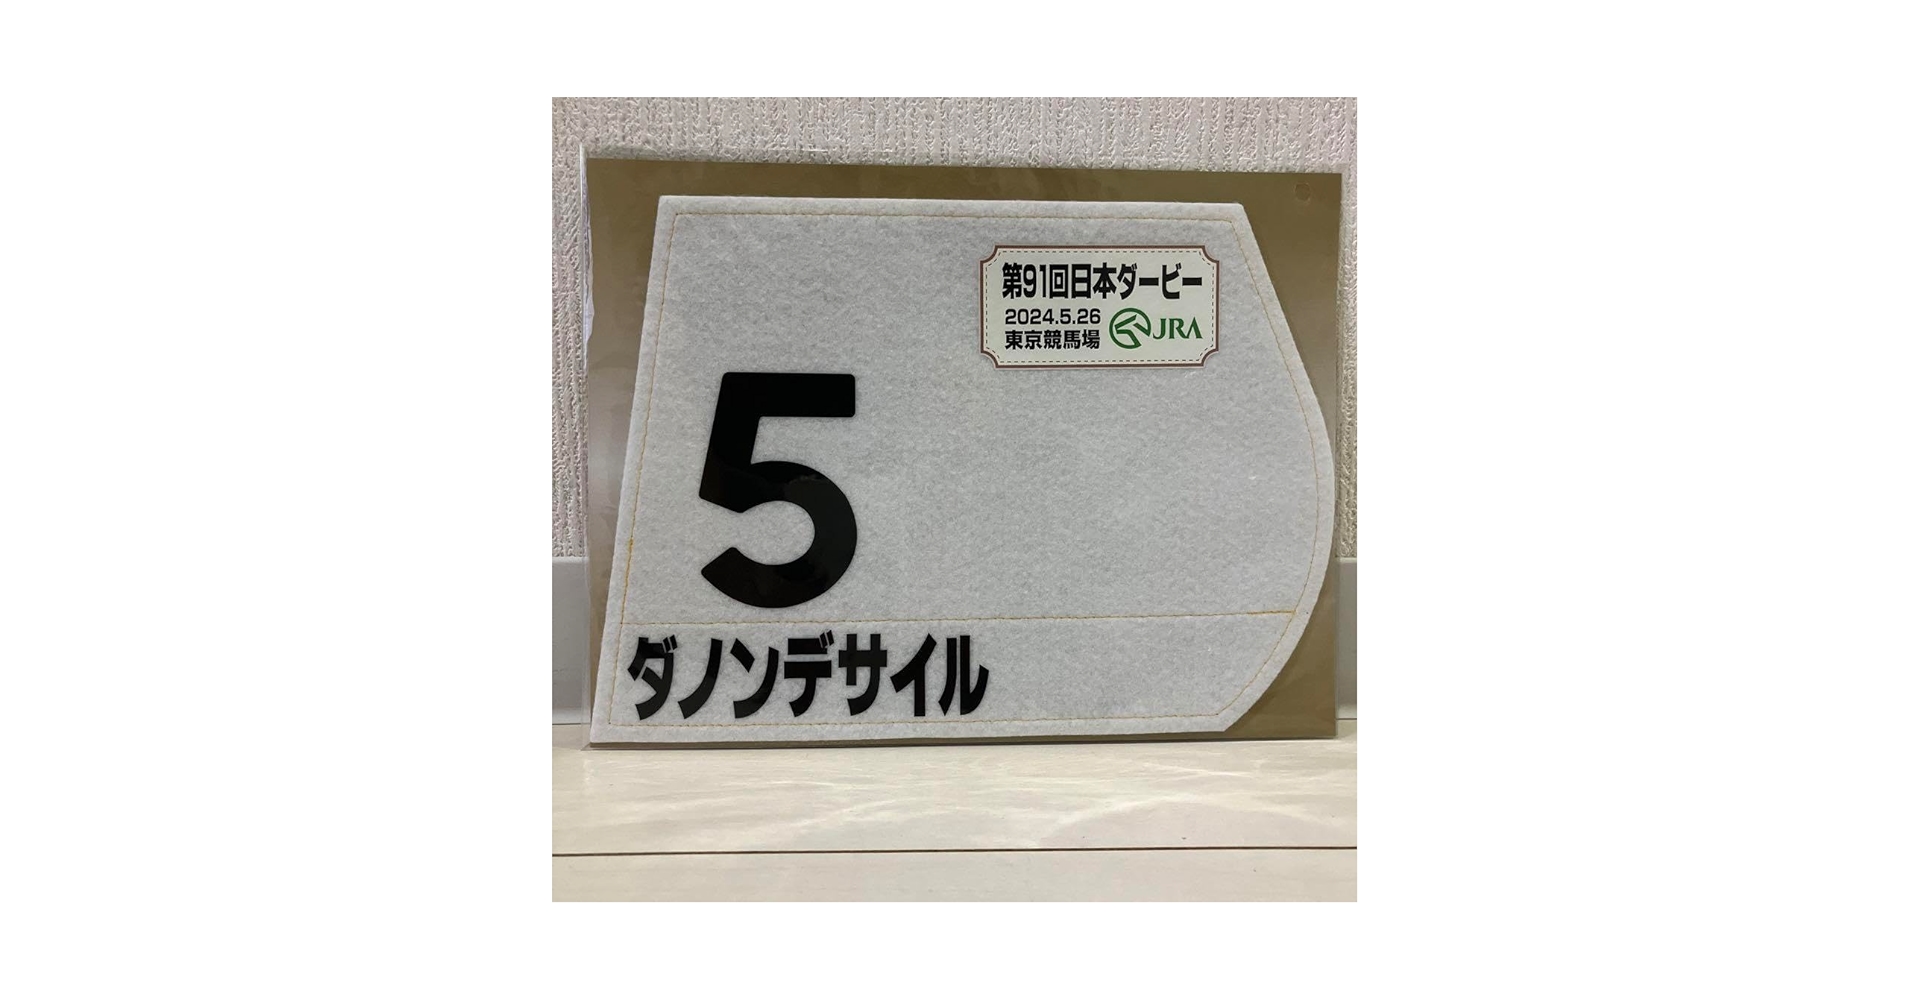 第91回日本ダービー
2024.5.26
東京競馬場
JRA
5
ダノンデサイル